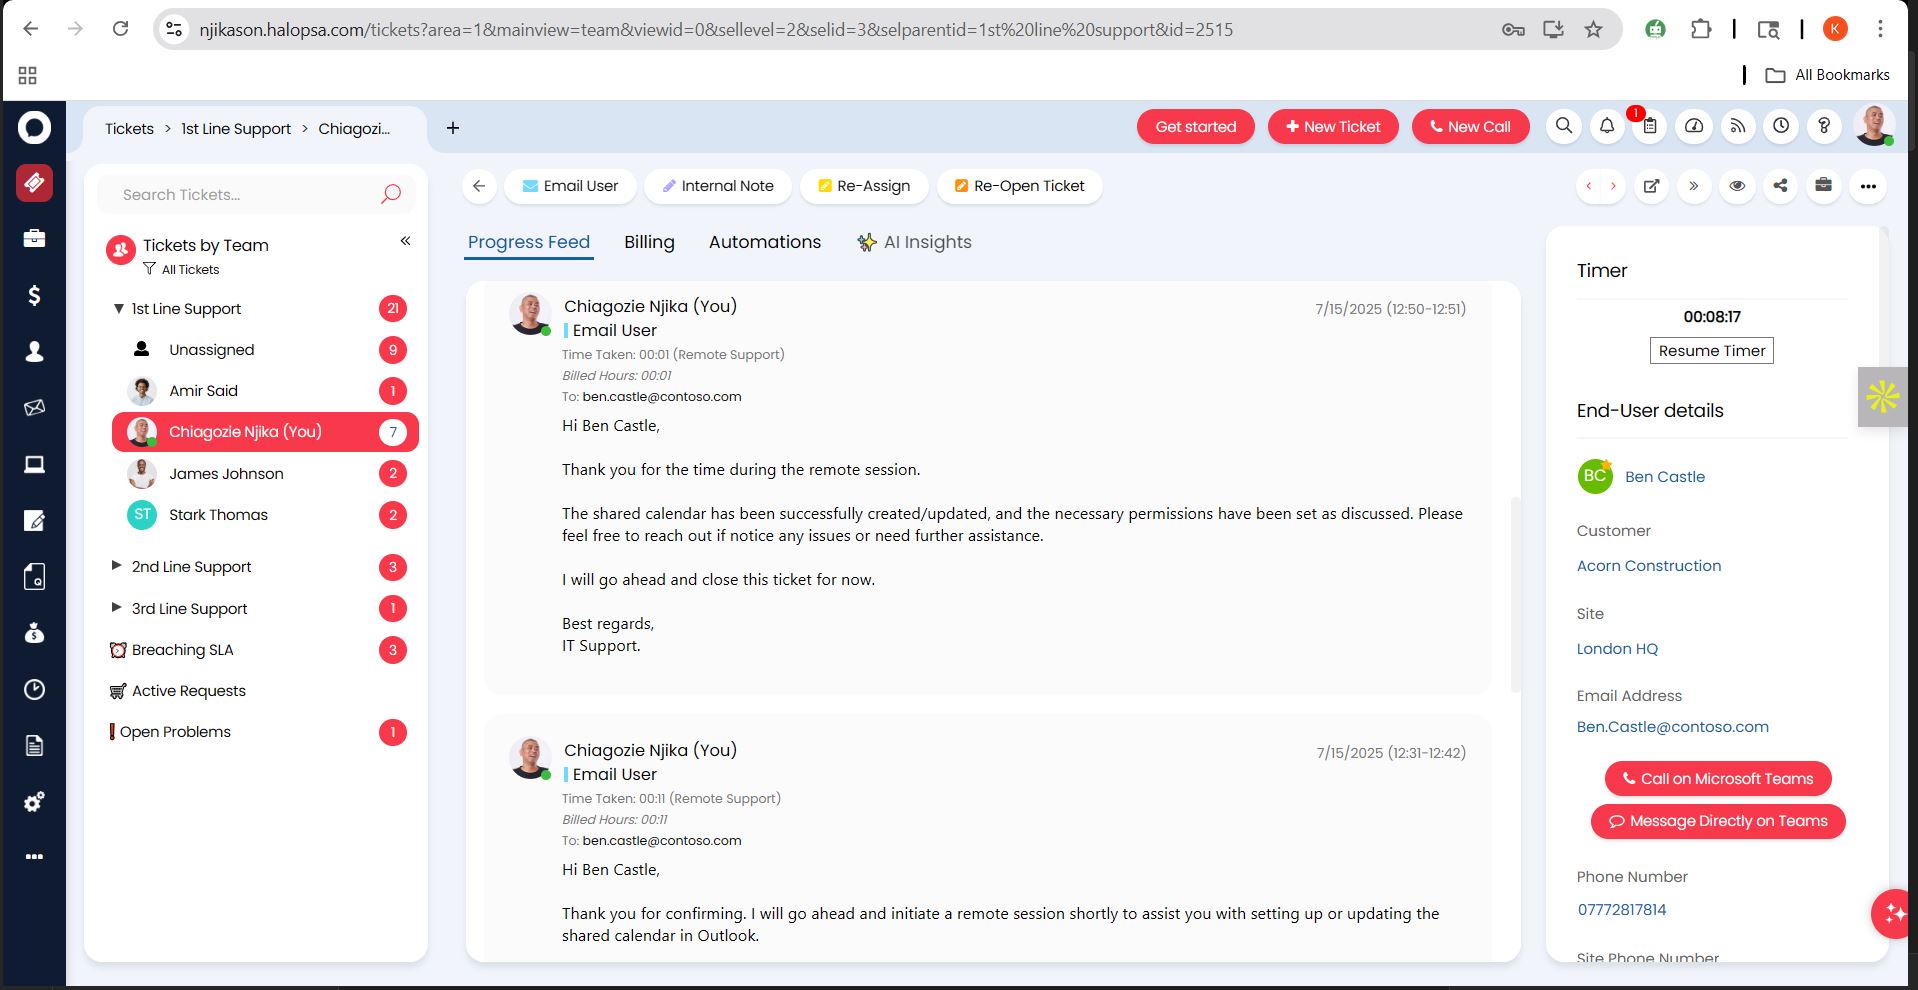 njikason.halopsa.com/tickets?area=1&mainview=team&viewid=0&sellevel=2&selid=3&selparentid=1st%20line%20support&id=2515
K
All Bookmarks
Tickets > 1st Line Support > Chiagozi...
+
Get started
+ New Ticket
New Call
1
Search Tickets...
Tickets by Team
All Tickets
1st Line Support 21
Unassigned 9
Amir Said 1
Chiagozie Njika (You) 7
James Johnson 2
ST Stark Thomas 2
2nd Line Support 3
3rd Line Support 1
Breaching SLA 3
Active Requests
Open Problems 1
Email User
Internal Note
Re-Assign
Re-Open Ticket
Progress Feed
Billing
Automations
AI Insights
Chiagozie Njika (You) 7/15/2025 (12:50-12:51)
Email User
Time Taken: 00:01 (Remote Support)
Billed Hours: 00:01
To: ben.castle@contoso.com
Hi Ben Castle,
Thank you for the time during the remote session.
The shared calendar has been successfully created/updated, and the necessary permissions have been set as discussed. Please
feel free to reach out if notice any issues or need further assistance.
I will go ahead and close this ticket for now.
Best regards,
IT Support.
Chiagozie Njika (You) 7/15/2025 (12:31-12:42)
Email User
Time Taken: 00:11 (Remote Support)
Billed Hours: 00:11
To: ben.castle@contoso.com
Hi Ben Castle,
Thank you for confirming. I will go ahead and initiate a remote session shortly to assist you with setting up or updating the
shared calendar in Outlook.
Timer
00:08:17
Resume Timer
End-User details
BC Ben Castle
Customer
Acorn Construction
Site
London HQ
Email Address
Ben.Castle@contoso.com
Call on Microsoft Teams
Message Directly on Teams
Phone Number
07772817814
Site Phone Number